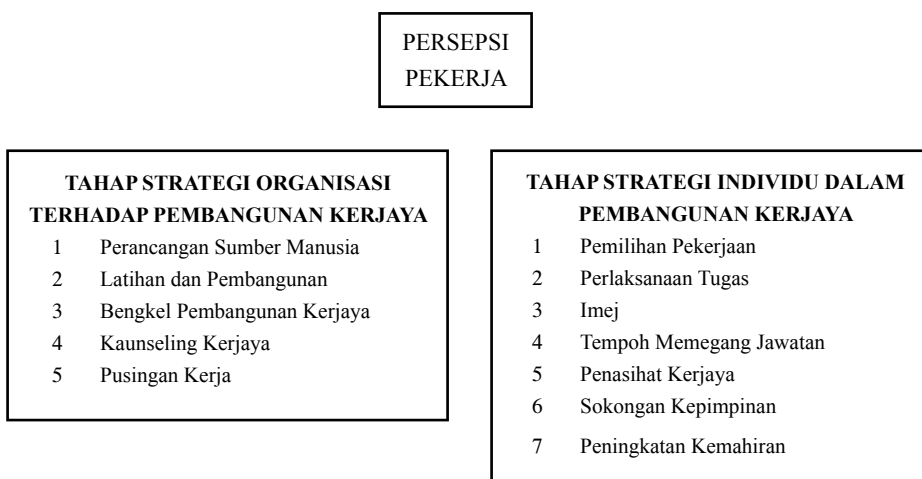 PERSEPSI
PEKERJA
TAHAP STRATEGI ORGANISASI
TERHADAP PEMBANGUNAN KERJAYA
1 Perancangan Sumber Manusia
2 Latihan dan Pembangunan
3 Bengkel Pembangunan Kerjaya
4 Kaunseling Kerjaya
5 Pusingan Kerja
TAHAP STRATEGI INDIVIDU DALAM
PEMBANGUNAN KERJAYA
1 Pemilihan Pekerjaan
2 Perlaksanaan Tugas
3 Imej
4 Tempoh Memegang Jawatan
5 Penasihat Kerjaya
6 Sokongan Kepimpinan
7 Peningkatan Kemahiran